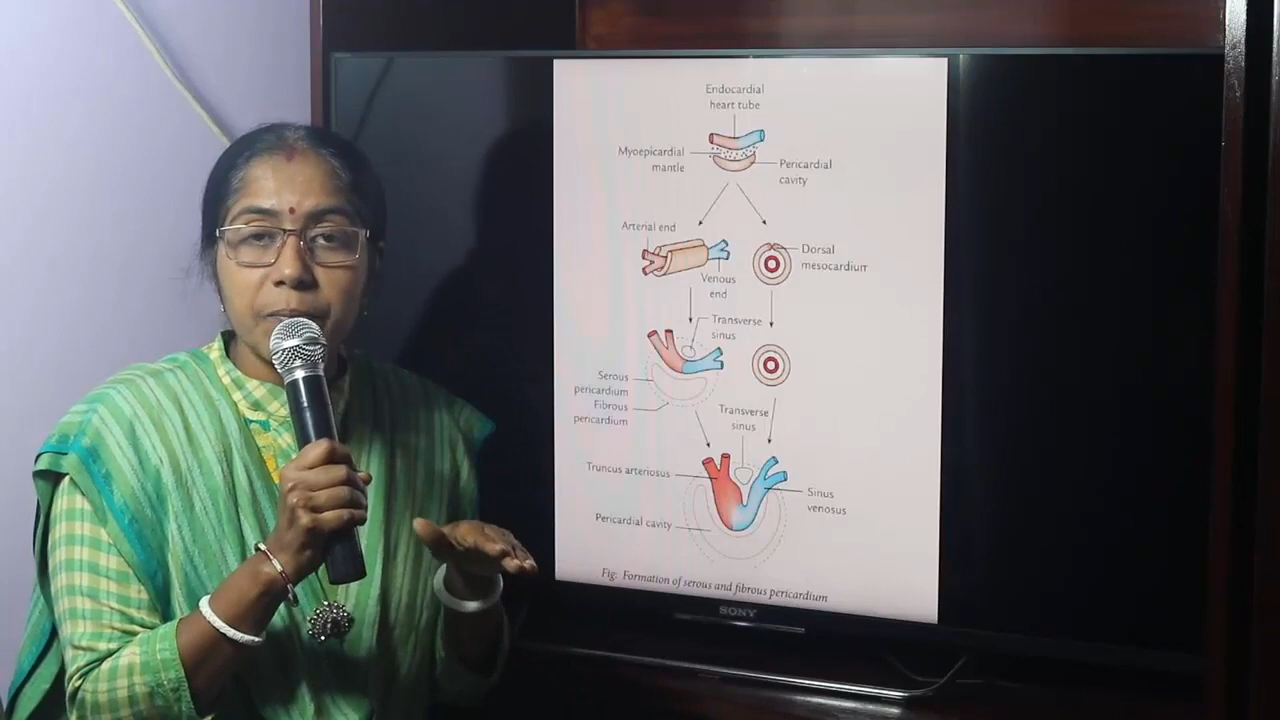 Endocardial
heart tube
Myoepicardial
mantle
Pericardial
cavity
Arterial end
Dorsal
mesocardium
Venous
end
Transverse
sinus
Serous
pericardium
Fibrous
pericardium
Transverse
sinus
Truncus arteriosus
Sinus
venosus
Pericardial cavity
Fig: Formation of serous and fibrous pericardium
SONY